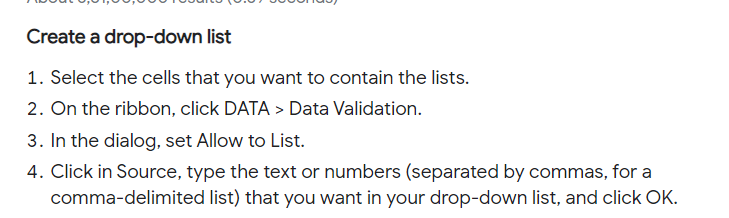 Create a drop-down list
1. Select the cells that you want to contain the lists.
2. On the ribbon, click DATA > Data Validation.
3. In the dialog, set Allow to List.
4. Click in Source, type the text or numbers (separated by commas, for a
comma-delimited list) that you want in your drop-down list, and click OK.